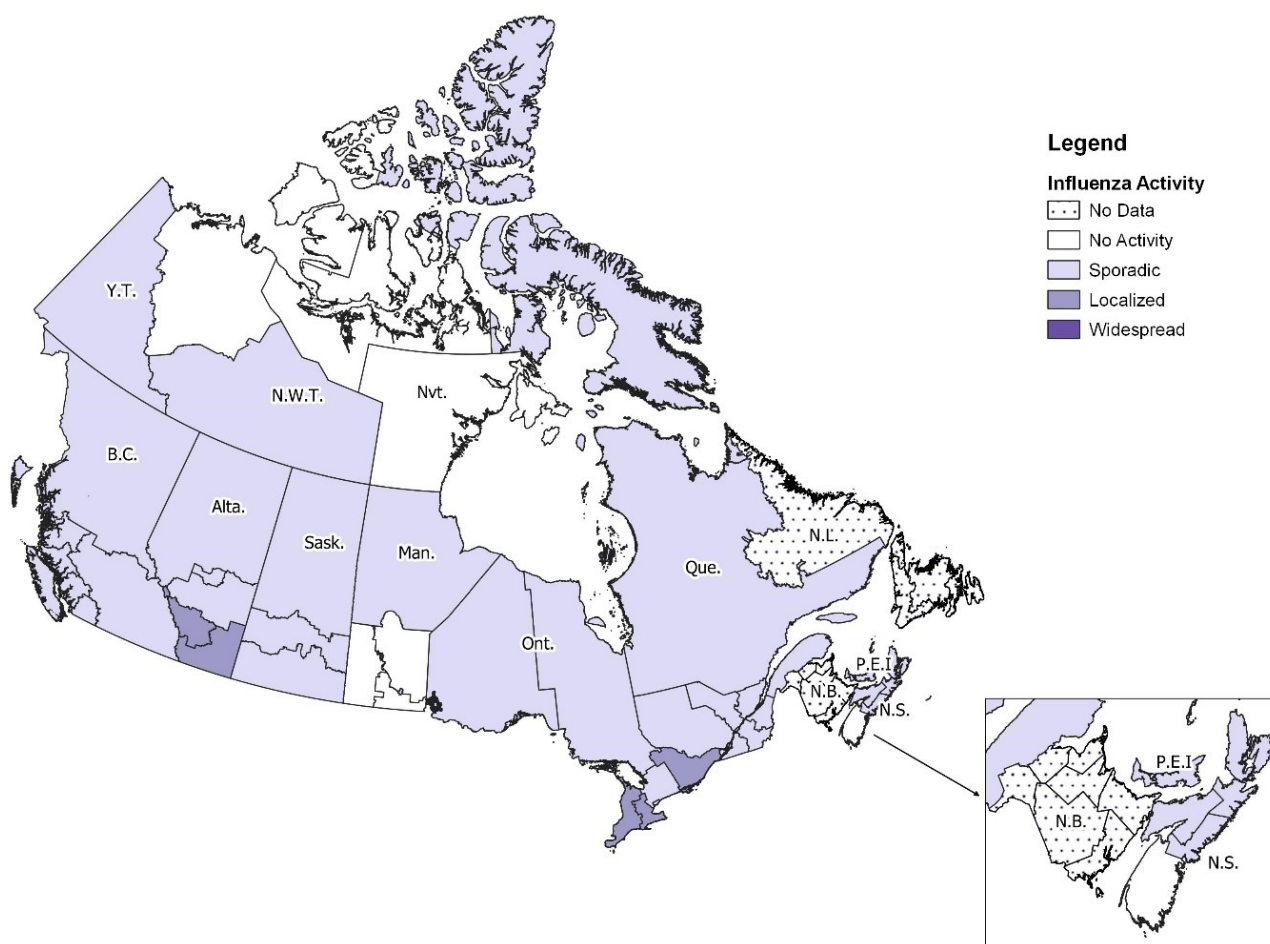 Legend
Influenza Activity
No Data
No Activity
Sporadic
Localized
Widespread
Y.T.
N.W.T.
Nvt.
B.C.
Alta.
Sask.
Man.
Ont.
Que.
N.L.
P.E.I
N.B.
N.S.
P.E.I
N.B.
N.S.